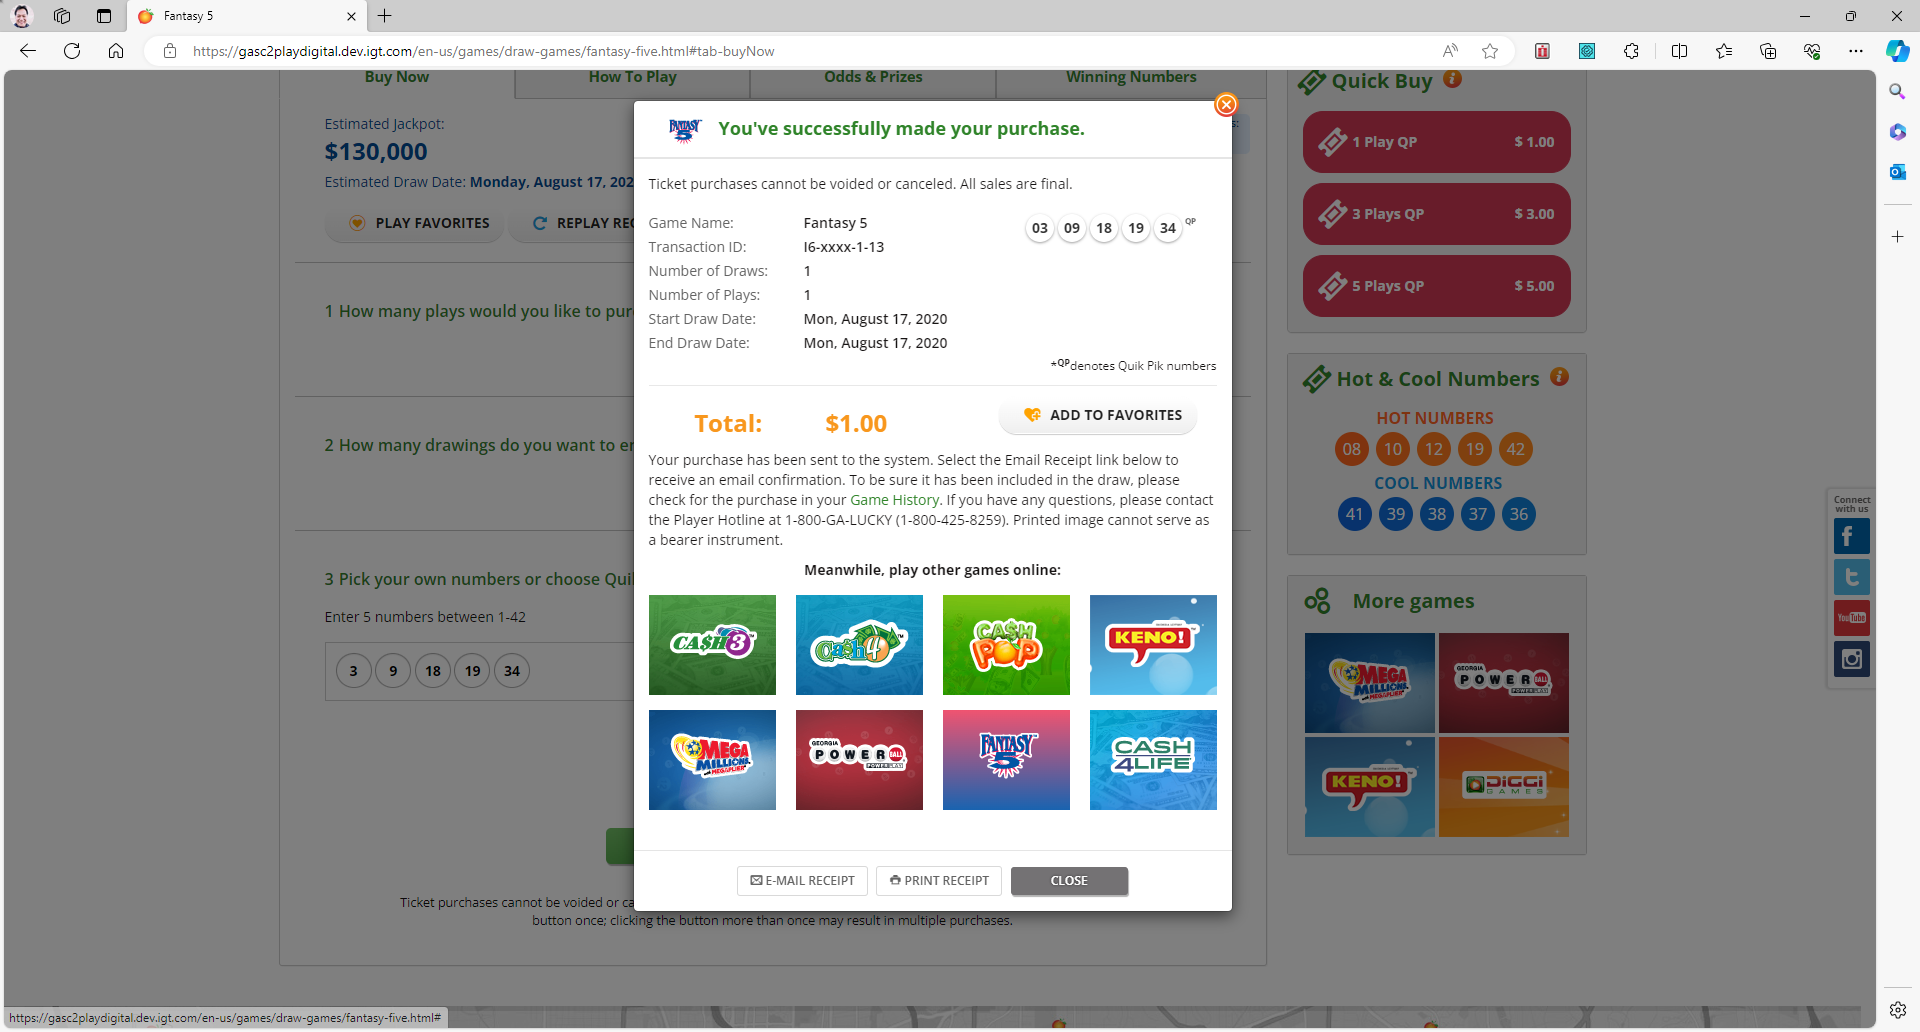 Fantasy 5
https://gasc2playdigital.dev.igt.com/en-us/games/draw-games/fantasy-five.html#tab-buyNow
Buy Now
How To Play
Odds & Prizes
Winning Numbers
Estimated Jackpot:
$130,000
Estimated Draw Date: Monday, August 17, 202
PLAY FAVORITES
REPLAY REC
s:
1 How many plays would you like to pur
2 How many drawings do you want to en
3 Pick your own numbers or choose Qui
Enter 5 numbers between 1-42
3 9 18 19 34
Ticket purchases cannot be voided or ca
button once; clicking the button more than once may result in multiple purchases.
FANTASY 5
You've successfully made your purchase.
Ticket purchases cannot be voided or canceled. All sales are final.
Game Name: Fantasy 5
03 09 18 19 34 QP
Transaction ID: I6-xxxx-1-13
Number of Draws: 1
Number of Plays: 1
Start Draw Date: Mon, August 17, 2020
End Draw Date: Mon, August 17, 2020
*QPdenotes Quik Pik numbers
Total: $1.00
ADD TO FAVORITES
Your purchase has been sent to the system. Select the Email Receipt link below to
receive an email confirmation. To be sure it has been included in the draw, please
check for the purchase in your Game History. If you have any questions, please contact
the Player Hotline at 1-800-GA-LUCKY (1-800-425-8259). Printed image cannot serve as
a bearer instrument.
Meanwhile, play other games online:
CA$H3™
Ca$h4™
CA$H POP
KENO!
MEGA MILLIONS MEGAPLIER
GEORGIA POWERBALL POWER PLAY
FANTASY 5
CASH 4LIFE
E-MAIL RECEIPT
PRINT RECEIPT
CLOSE
Quick Buy
1 Play QP $ 1.00
3 Plays QP $ 3.00
5 Plays QP $ 5.00
Hot & Cool Numbers
HOT NUMBERS
08 10 12 19 42
COOL NUMBERS
41 39 38 37 36
More games
MEGA MILLIONS MEGAPLIER
GEORGIA POWERBALL POWER PLAY
KENO!
DiGGi GAMES
Connect
with us
YouTube
https://gasc2playdigital.dev.igt.com/en-us/games/draw-games/fantasy-five.html#